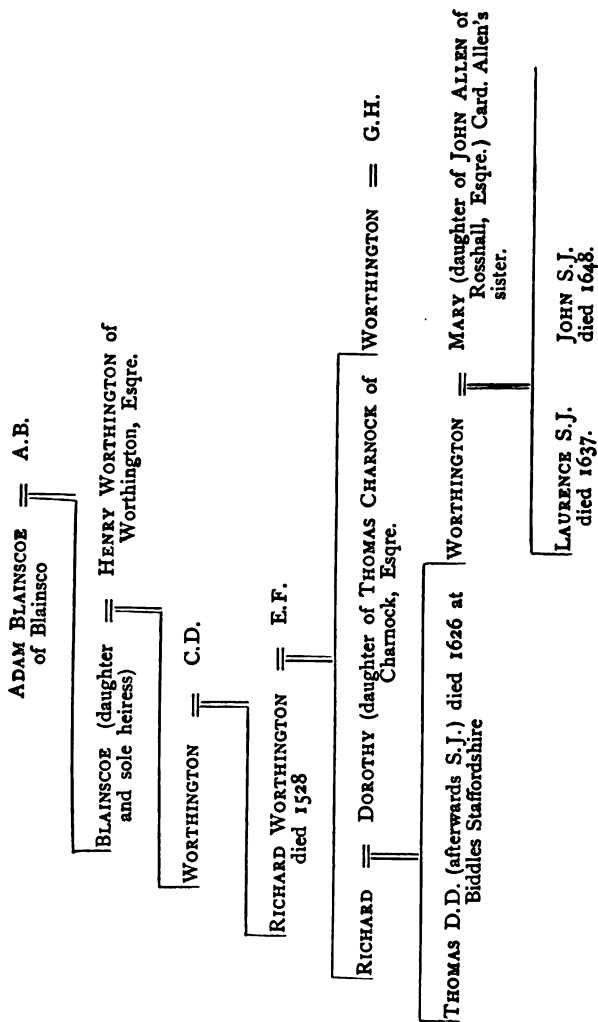 ADAM BLAINSCOE = A.B.
of Blainsco
BLAINSCOE (daughter = HENRY WORTHINGTON of
and sole heiress) Worthington, Esqre.
WORTHINGTON = C.D.
RICHARD WORTHINGTON = E.F.
died 1528
RICHARD = DOROTHY (daughter of THOMAS CHARNOCK of WORTHINGTON = G.H.
Charnock, Esqre.
THOMAS D.D. (afterwards S.J.) died 1626 at WORTHINGTON = MARY (daughter of JOHN ALLEN of
Biddles Staffordshire Rosshall, Esqre.) Card. Allen's
sister.
LAURENCE S.J. JOHN S.J.
died 1637. died 1648.